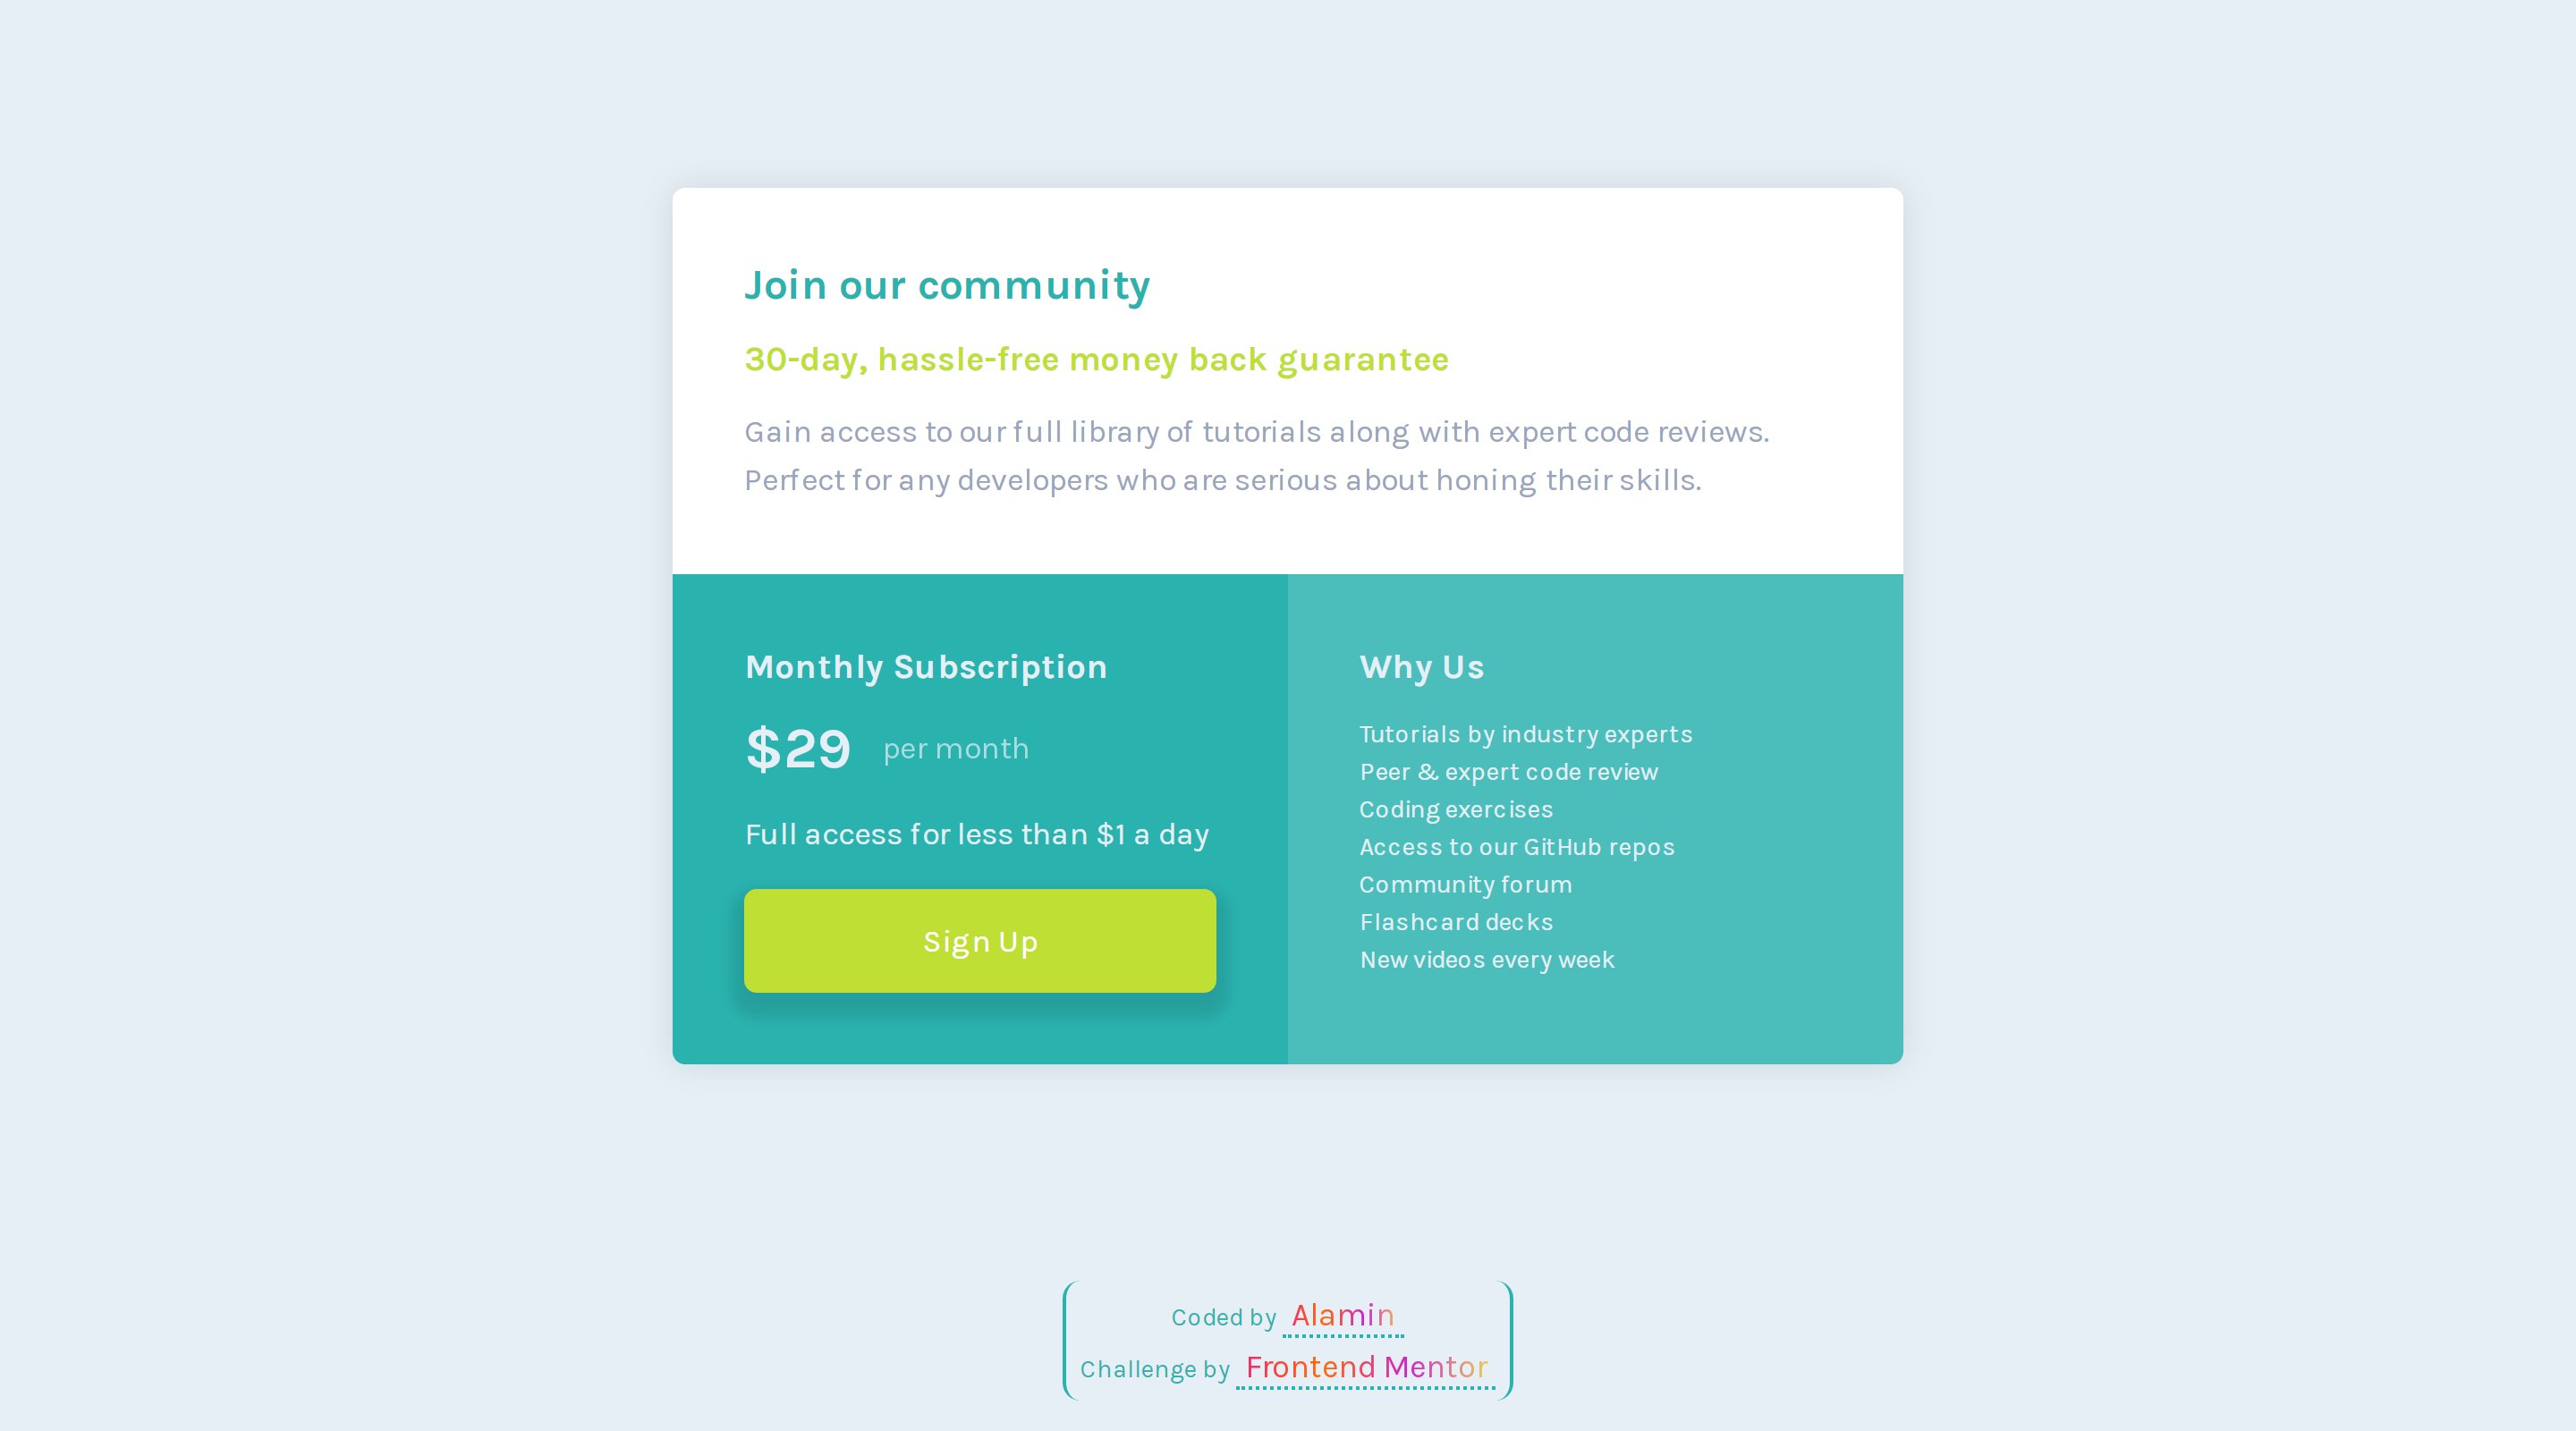 Join our community
30-day, hassle-free money back guarantee
Gain access to our full library of tutorials along with expert code reviews.
Perfect for any developers who are serious about honing their skills.
Monthly Subscription
$29 per month
Full access for less than $1 a day
Sign Up
Why Us
Tutorials by industry experts
Peer & expert code review
Coding exercises
Access to our GitHub repos
Community forum
Flashcard decks
New videos every week
Coded by Alamin
Challenge by Frontend Mentor